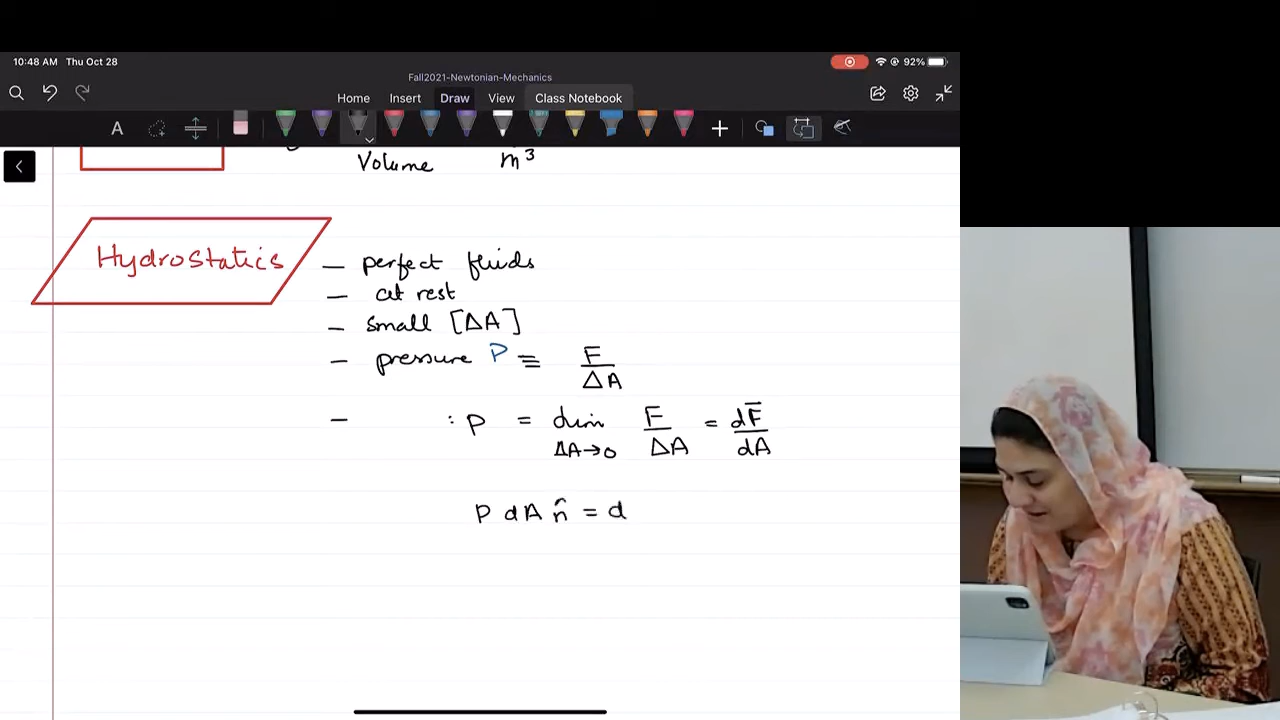 10:48 AM Thu Oct 28
92%
Fall2021-Newtonian-Mechanics
Home Insert Draw View Class Notebook
A
Volume m³
Hydrostatics
— perfect fluids
— at rest
— small [ΔA]
— pressure P ≡ F/ΔA
— : P = lim ΔA→0 F/ΔA = dF̄/dA
P dA n̂ = d